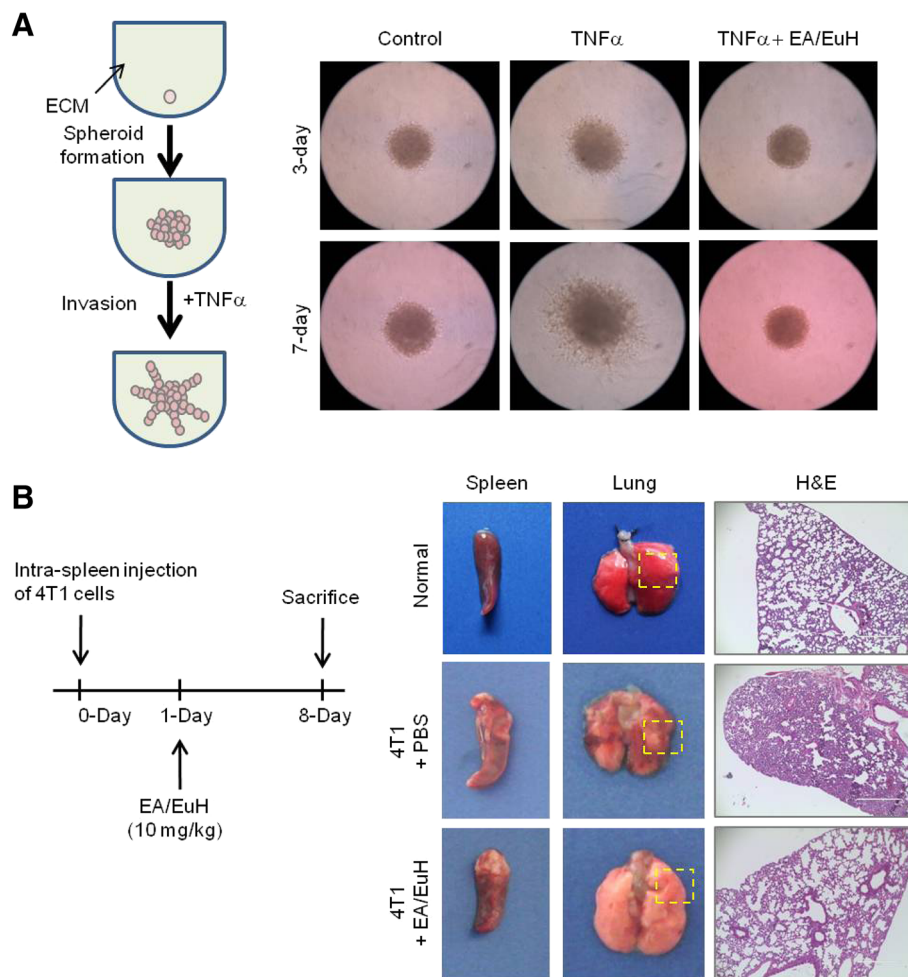 A
ECM
Spheroid
formation
Invasion
+TNFα
Control
TNFα
TNFα + EA/EuH
3-day
7-day
B
Intra-spleen injection
of 4T1 cells
Sacrifice
0-Day
1-Day
8-Day
EA/EuH
(10 mg/kg)
Spleen
Lung
H&E
Normal
4T1
+ PBS
4T1
+ EA/EuH